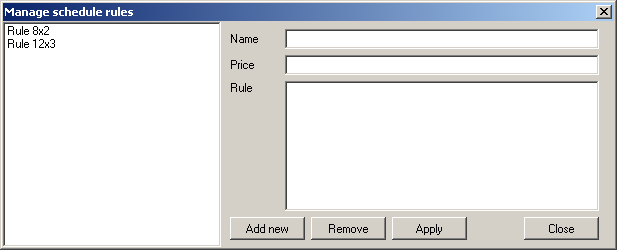 Manage schedule rules
Rule 8x2
Rule 12x3
Name
Price
Rule
Add new
Remove
Apply
Close